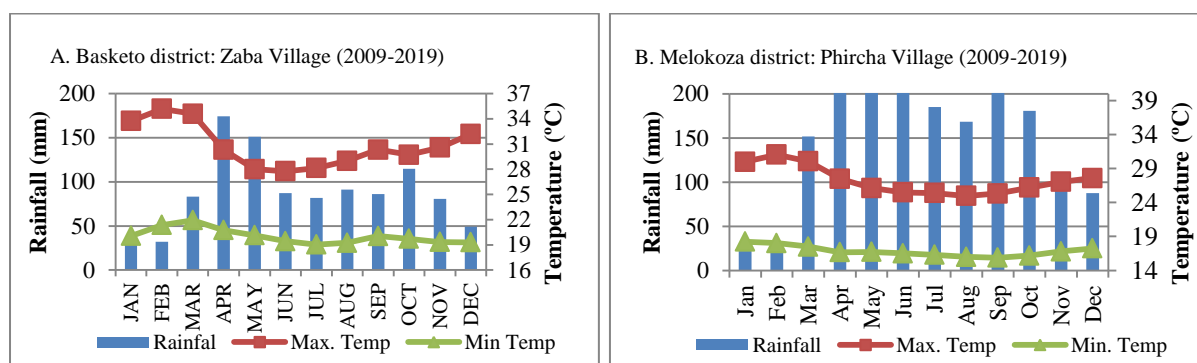 A. Basketo district: Zaba Village (2009-2019)
200
150
100
50
0
Rainfall (mm)
37
34
31
28
25
22
19
16
Temperature (ºC)
JAN FEB MAR APR MAY JUN JUL AUG SEP OCT NOV DEC
Rainfal Max. Temp Min Temp
B. Melokoza district: Phircha Village (2009-2019)
200
150
100
50
0
Rainfall (mm)
39
34
29
24
19
14
Temperature (ºC)
Jan Feb Mar Apr May Jun Jul Aug Sep Oct Nov Dec
Rainfall Max. Temp Min. Temp